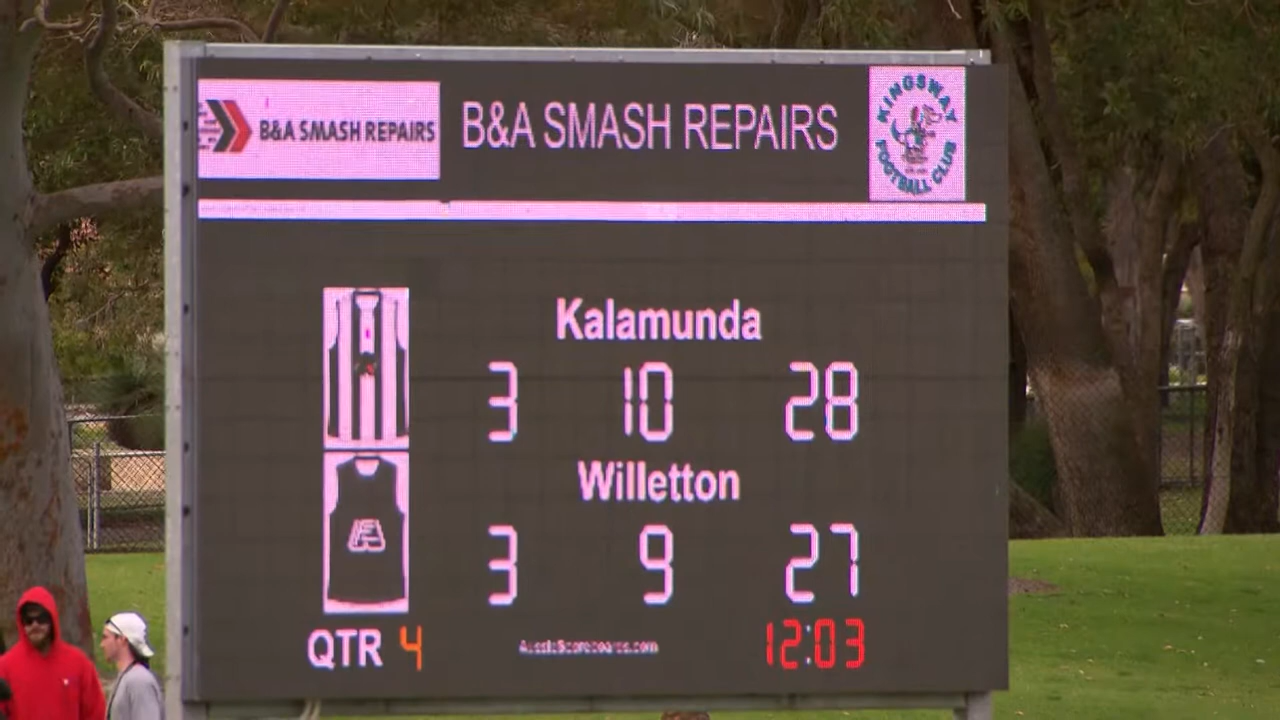 B&A SMASH REPAIRS
B&A SMASH REPAIRS
KINGSWAY
FOOTBALL CLUB
Kalamunda
3 10 28
Willetton
3 9 27
QTR 4
AussieScoreboards.com
12:03